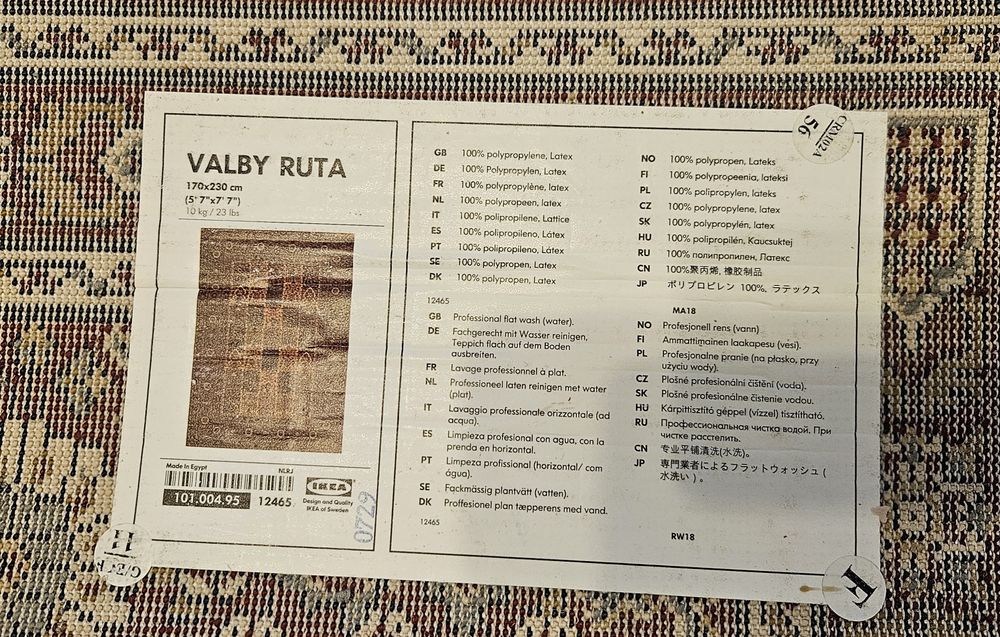 VALBY RUTA
170x230 cm
(5' 7"x7' 7")
10 kg / 23 lbs
Made in Egypt
NLRJ
101.004.95 12465
IKEA
Design and Quality
IKEA of Sweden
0729
GB 100% polypropylene, Latex
DE 100% Polypropylen, Latex
FR 100% polypropylène, latex
NL 100% polypropeen, latex
IT 100% polipropilene, Lattice
ES 100% polipropileno, Látex
PT 100% polipropileno, Látex
SE 100% polypropen, Latex
DK 100% polypropen, Latex
12465
GB Professional flat wash (water).
DE Fachgerecht mit Wasser reinigen,
Teppich flach auf dem Boden
ausbreiten.
FR Lavage professionnel à plat.
NL Professioneel laten reinigen met water
(plat).
IT Lavaggio professionale orizzontale (ad
acqua).
ES Limpieza profesional con agua, con la
prenda en horizontal.
PT Limpeza profissional (horizontal/ com
água).
SE Fackmässig plantvätt (vatten).
DK Proffesionel plan tæpperens med vand.
12465
NO 100% polypropen, Lateks
FI 100% polypropeenia, lateksi
PL 100% polipropylen, lateks
CZ 100% polypropylene, latex
SK 100% polypropylén, latex
HU 100% polipropilén, Kaucsuktej
RU 100% полипропилен, Латекс
CN 100%聚丙烯, 橡胶制品
JP ポリプロピレン 100%, ラテックス
MA18
NO Profesjonell rens (vann)
FI Ammattimainen laakapesu (vesi).
PL Profesjonalne pranie (na płasko, przy
użyciu wody).
CZ Plošné profesionální čištění (voda).
SK Plošné profesionálne čistenie vodou.
HU Kárpittisztító géppel (vízzel) tisztítható.
RU Профессиональная чистка водой. При
чистке расстелить.
CN 专业平铺清洗(水洗)。
JP 専門業者によるフラットウォッシュ (
水洗い ) 。
RW18
CRM02A
56
11
F